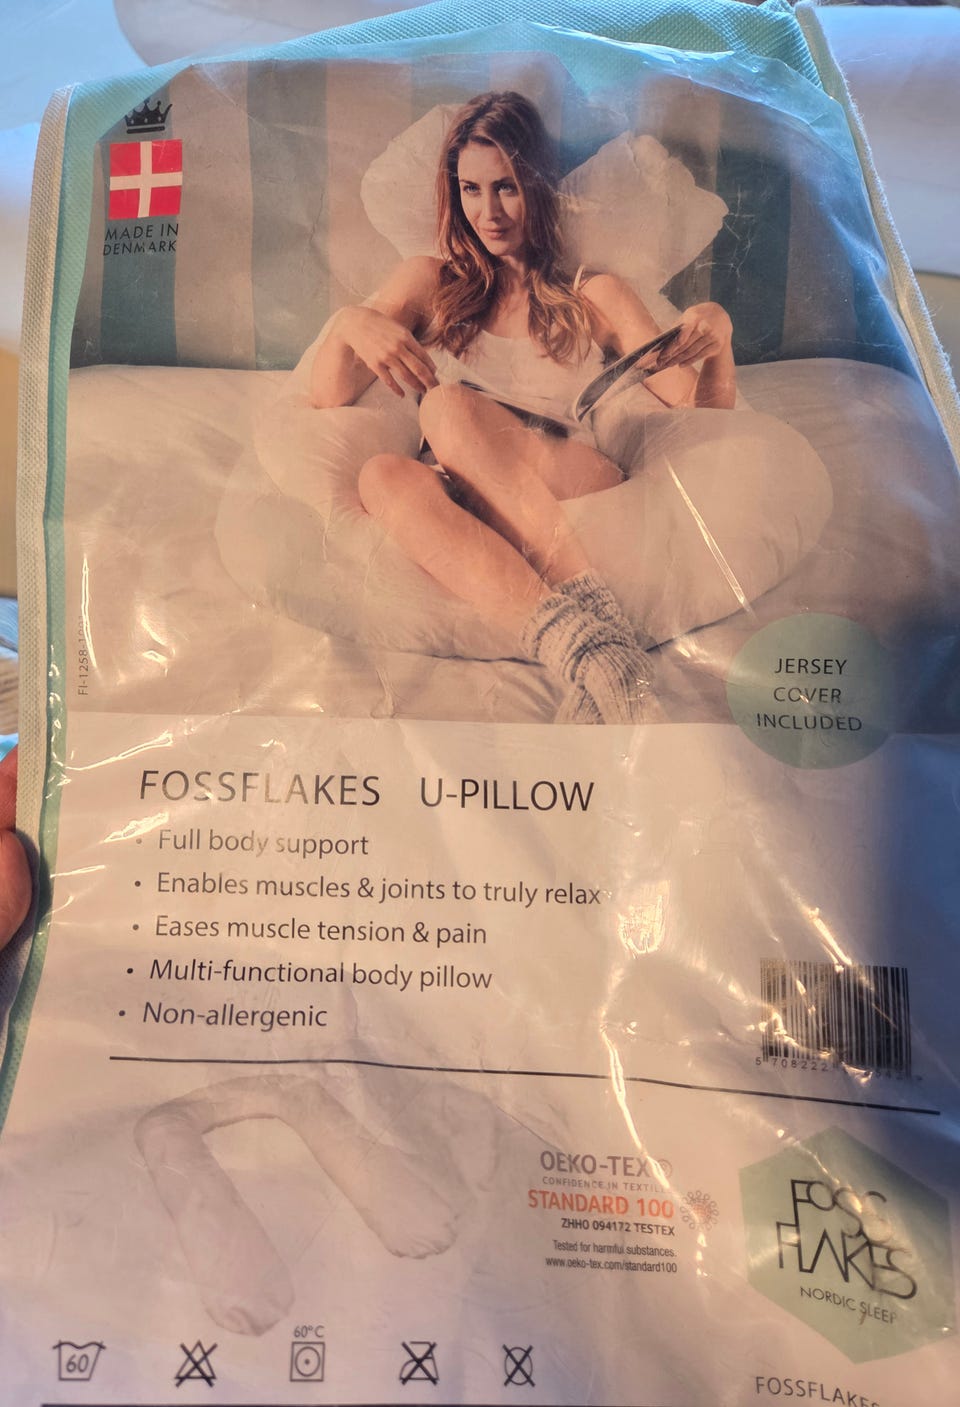 MADE IN
DENMARK
JERSEY
COVER
INCLUDED
FOSSFLAKES U-PILLOW
• Full body support
• Enables muscles & joints to truly relax
• Eases muscle tension & pain
• Multi-functional body pillow
• Non-allergenic
5 708222
OEKO-TEX®
CONFIDENCE IN TEXTILES
STANDARD 100
ZHHO 094172 TESTEX
Tested for harmful substances.
www.oeko-tex.com/standard100
FOSS
FLAKES
NORDIC SLEEP
60°C
60
FOSSFLAKES